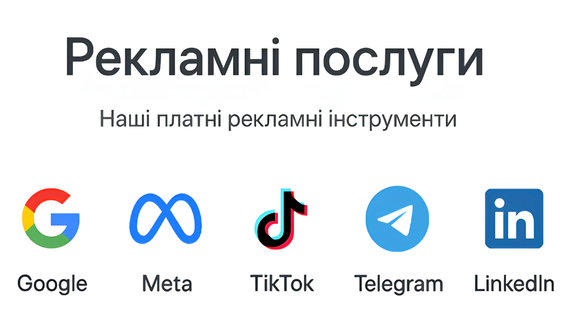 Рекламні послуги
Наші платні рекламні інструменти
Google Meta TikTok Telegram LinkedIn